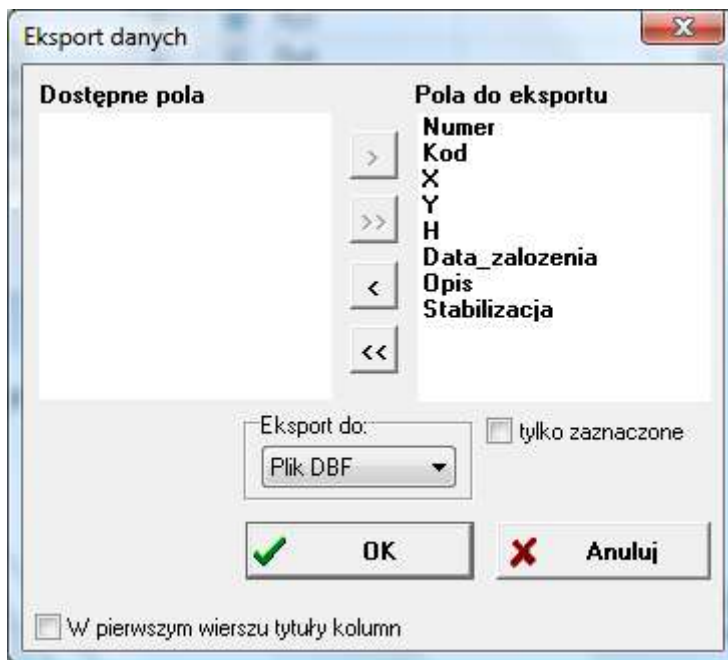 Eksport danych
Dostępne pola
Pola do eksportu
Numer
Kod
X
Y
H
Data_zalozenia
Opis
Stabilizacja
>
>>
<
<<
Eksport do:
tylko zaznaczone
Plik DBF
OK
Anuluj
W pierwszym wierszu tytuły kolumn